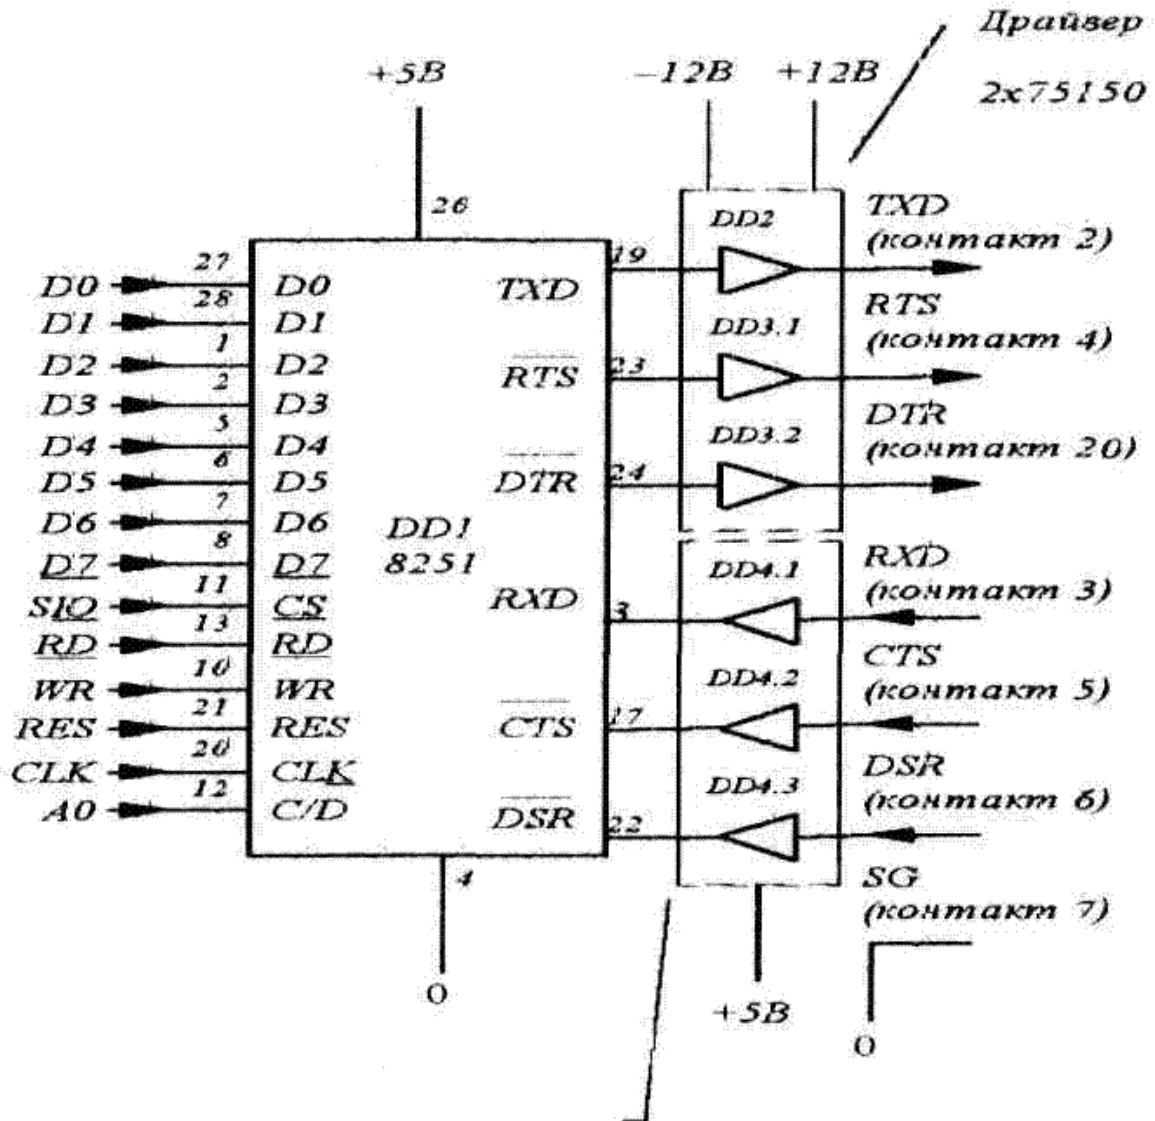 Драйвер
2х75150
+5В
–12В
+12В
26
DD2
TXD
(контакт 2)
19
TXD
27
D0
D0
28
D1
D1
1
D2
D2
2
D3
D3
5
D4
D4
6
D5
D5
7
D6
D6
8
D7
D7
11
SIO
CS
13
RD
RD
10
WR
WR
21
RES
RES
20
CLK
CLK
12
A0
C/D
DD1
8251
DD3.1
RTS
(контакт 4)
RTS
23
DD3.2
DTR
(контакт 20)
DTR
24
DD4.1
RXD
(контакт 3)
RXD
3
DD4.2
CTS
(контакт 5)
CTS
17
DD4.3
DSR
(контакт 6)
DSR
22
SG
(контакт 7)
4
0
+5В
0